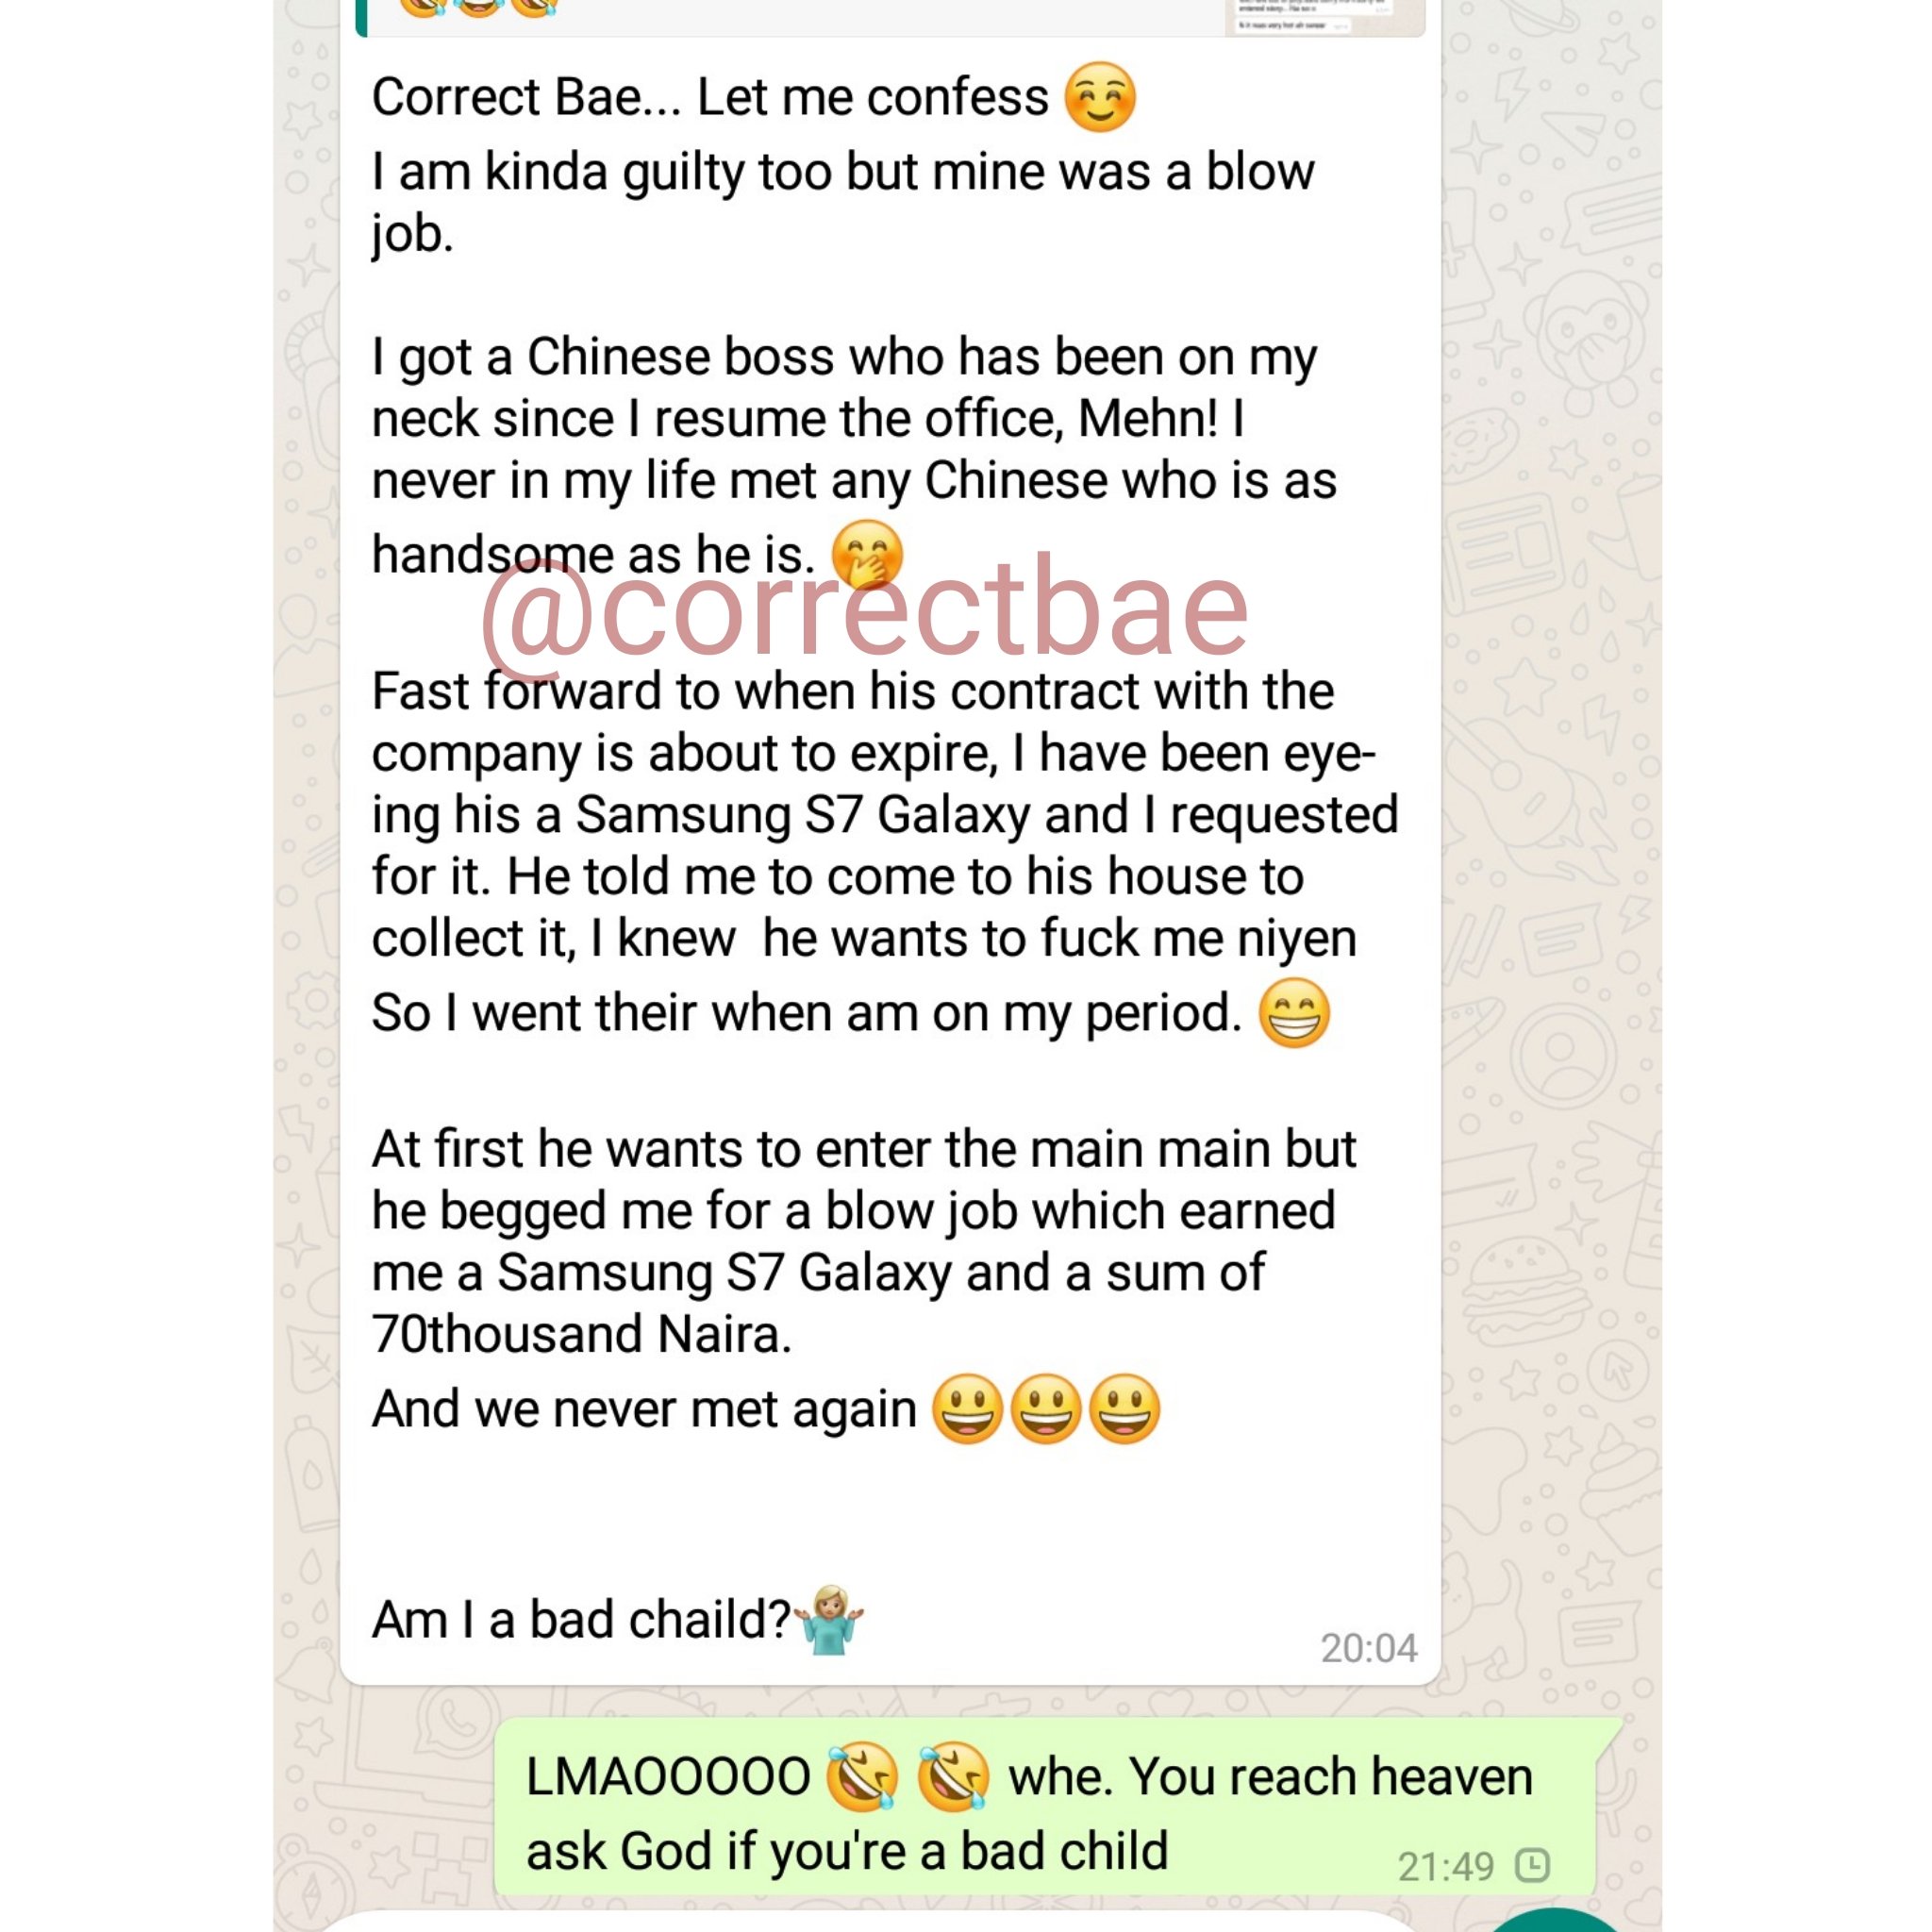 Correct Bae... Let me confess ☺️
I am kinda guilty too but mine was a blow
job.
I got a Chinese boss who has been on my
neck since I resume the office, Mehn! I
never in my life met any Chinese who is as
handsome as he is. 🤭
@correctbae
Fast forward to when his contract with the
company is about to expire, I have been eye-
ing his a Samsung S7 Galaxy and I requested
for it. He told me to come to his house to
collect it, I knew  he wants to fuck me niyen
So I went their when am on my period. 😁
At first he wants to enter the main main but
he begged me for a blow job which earned
me a Samsung S7 Galaxy and a sum of
70thousand Naira.
And we never met again 😃😃😃
Am I a bad chaild?🤷🏼‍♀️
20:04
LMAOOOOO 🤣 🤣 whe. You reach heaven
ask God if you're a bad child
21:49